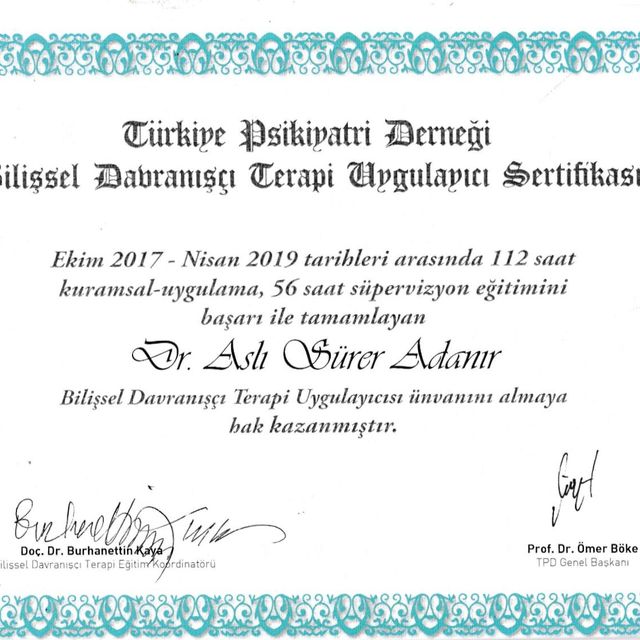 Türkiye Psikiyatri Derneği
Bilişsel Davranışçı Terapi Uygulayıcı Sertifikası
Ekim 2017 - Nisan 2019 tarihleri arasında 112 saat
kuramsal-uygulama, 56 saat süpervizyon eğitimini
başarı ile tamamlayan
Dr. Aslı Sürer Adanır
Bilişsel Davranışçı Terapi Uygulayıcısı ünvanını almaya
hak kazanmıştır.
Doç. Dr. Burhanettin Kaya
Bilissel Davranışçı Terapi Eğitim Koordinatörü
Prof. Dr. Ömer Böke
TPD Genel Başkanı